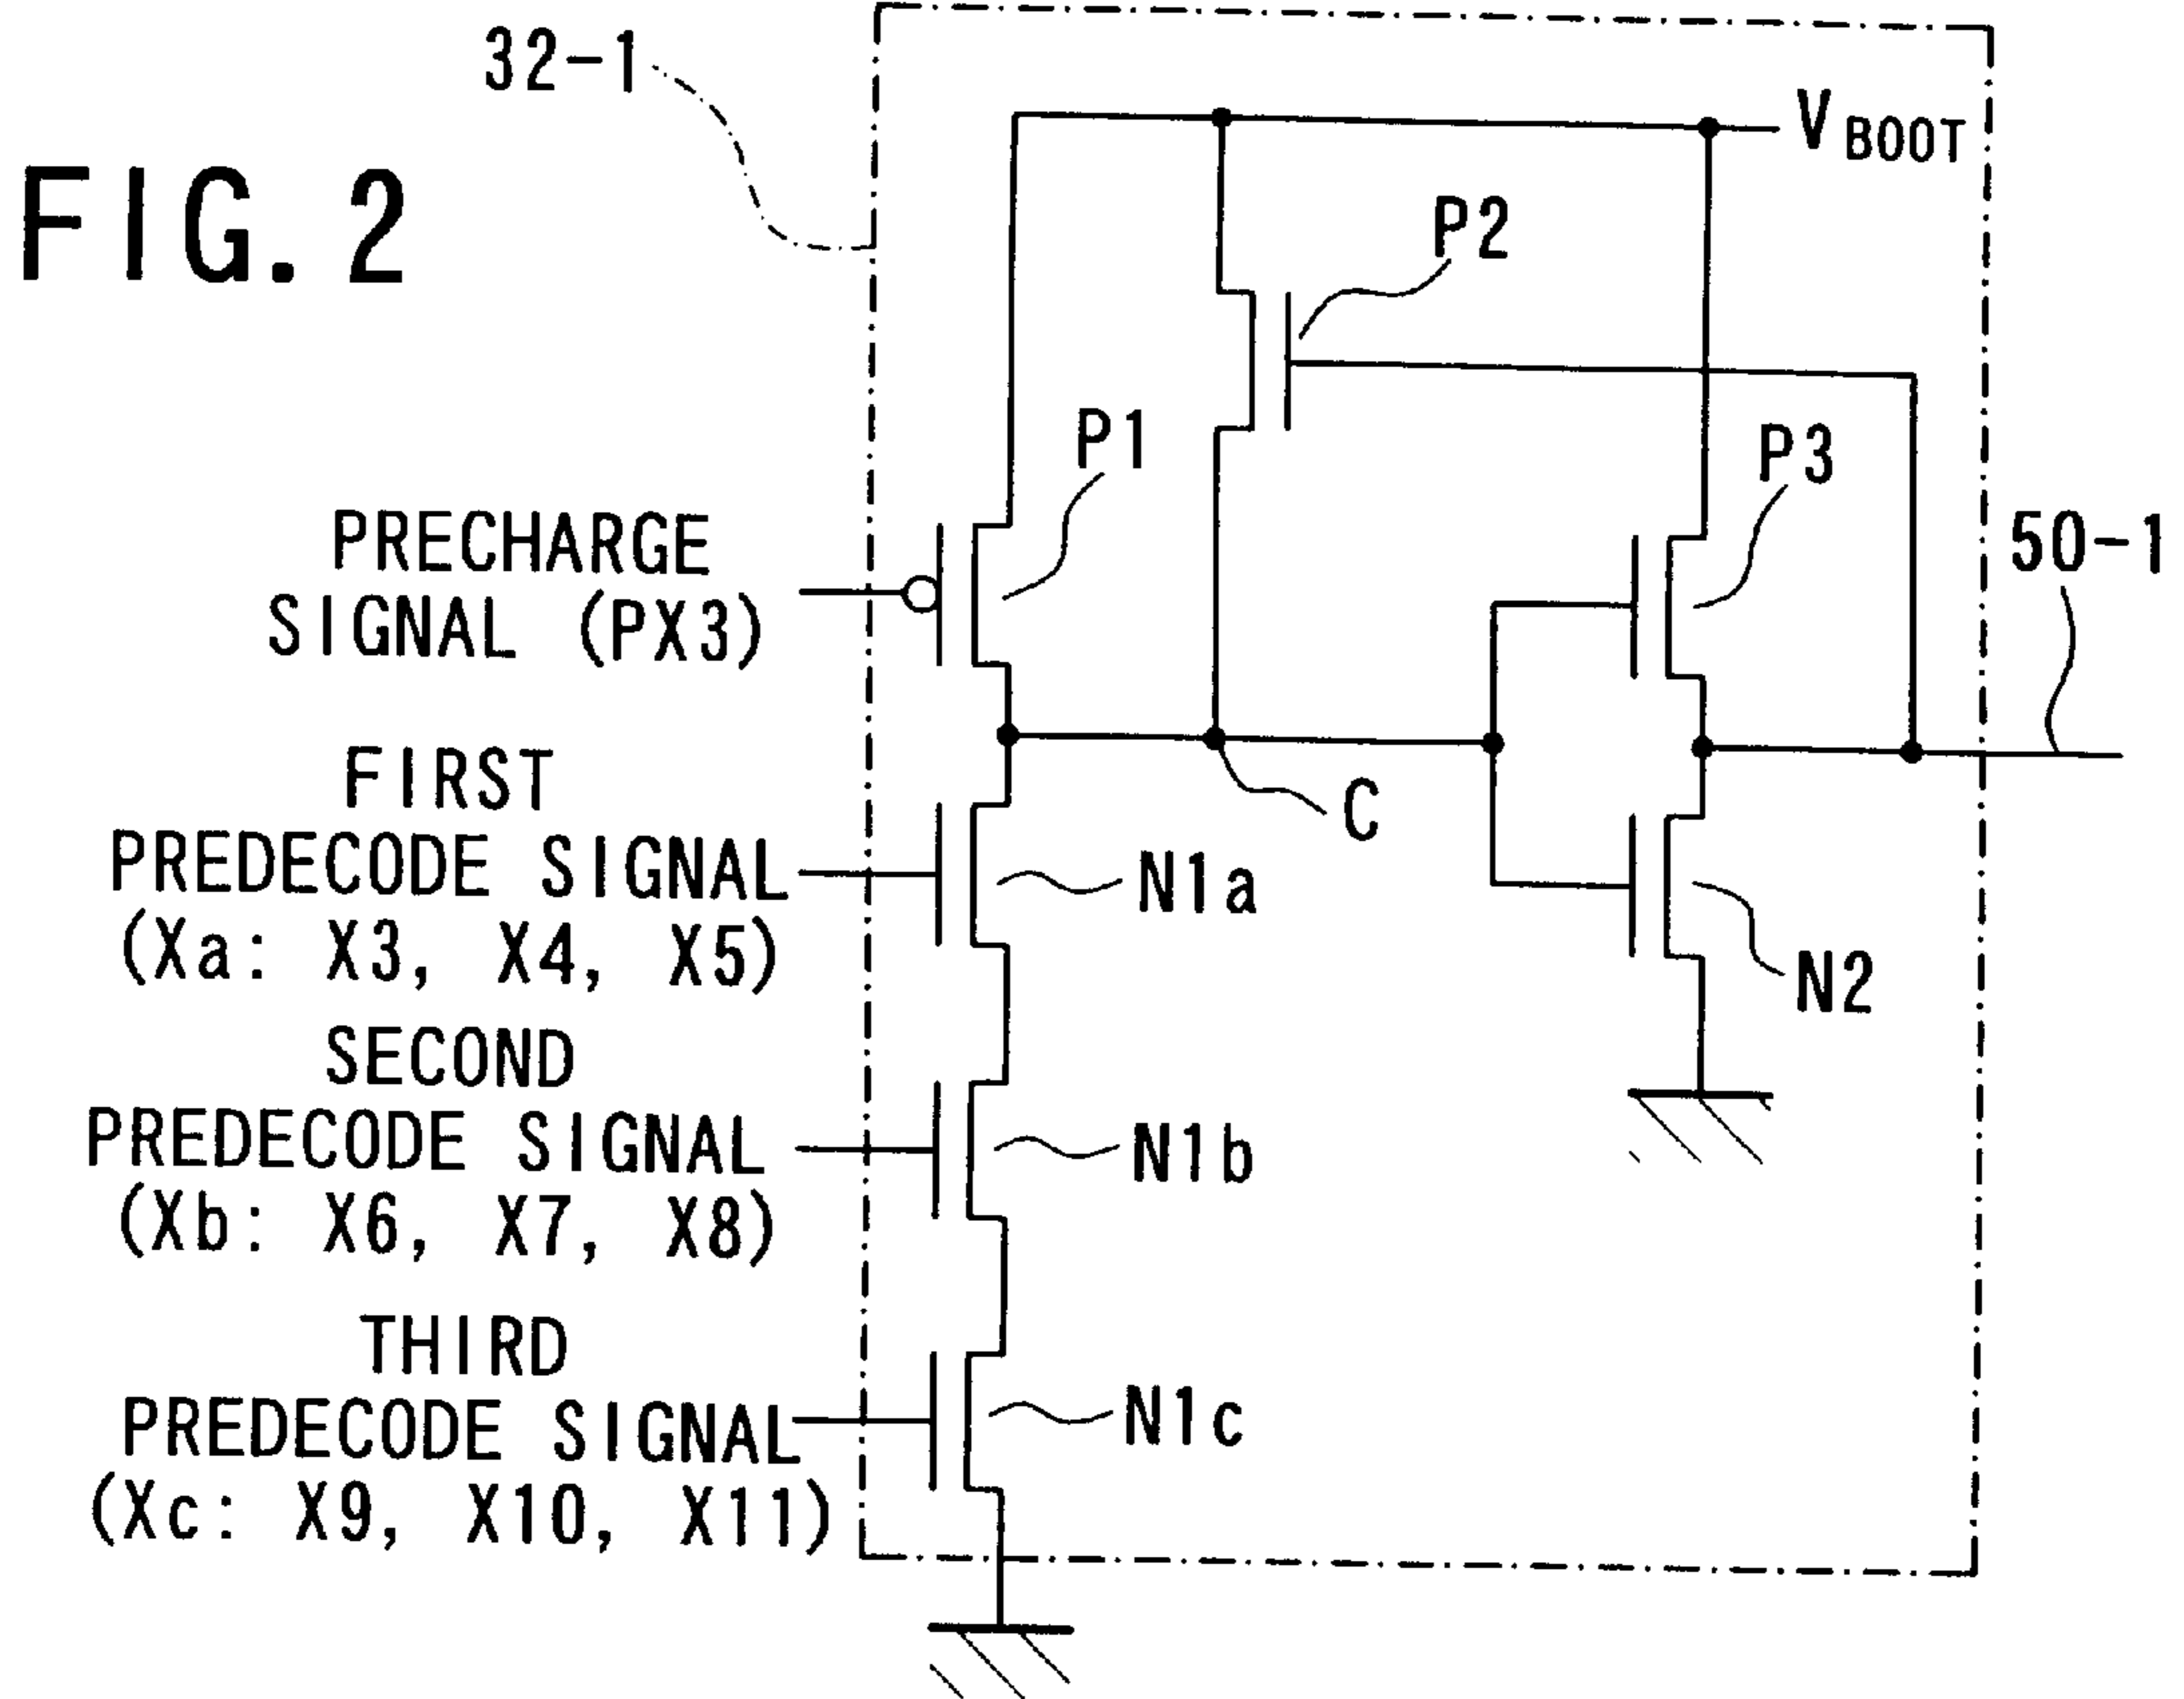 32-1
FIG. 2
V BOOT
P2
P1
P3
50-1
PRECHARGE
SIGNAL (PX3)
FIRST
PREDECODE SIGNAL
(Xa: X3, X4, X5)
C
N1a
N2
SECOND
PREDECODE SIGNAL
(Xb: X6, X7, X8)
N1b
THIRD
PREDECODE SIGNAL
(Xc: X9, X10, X11)
N1c